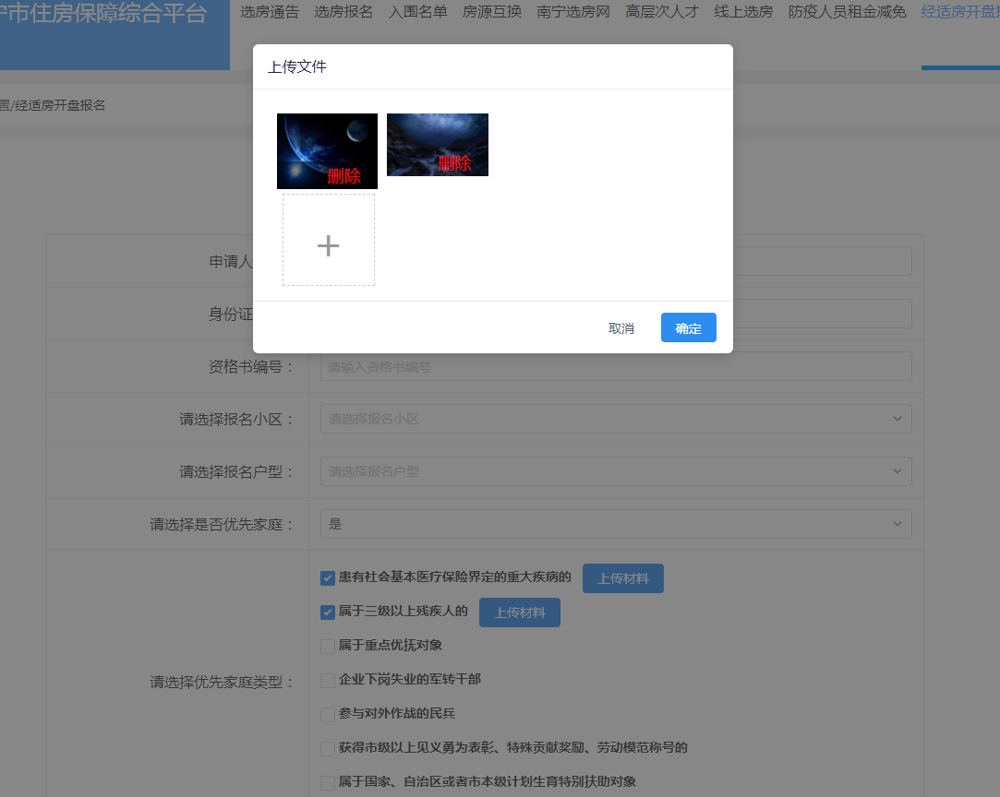 宁市住房保障综合平台
选房通告 选房报名 入围名单 房源互换 南宁选房网 高层次人才 线上选房 防疫人员租金减免 经适房开盘
上传文件
置/经适房开盘报名
删除 删除
申请人
身份证
取消 确定
资格书编号： 请输入资格书编号
请选择报名小区： 请选择报名小区
请选择报名户型： 请选择报名户型
请选择是否优先家庭： 是
患有社会基本医疗保险界定的重大疾病的 上传材料
属于三级以上残疾人的 上传材料
属于重点优抚对象
请选择优先家庭类型： 企业下岗失业的军转干部
参与对外作战的民兵
获得市级以上见义勇为表彰、特殊贡献奖励、劳动模范称号的
属于国家、自治区或者市本级计划生育特别扶助对象